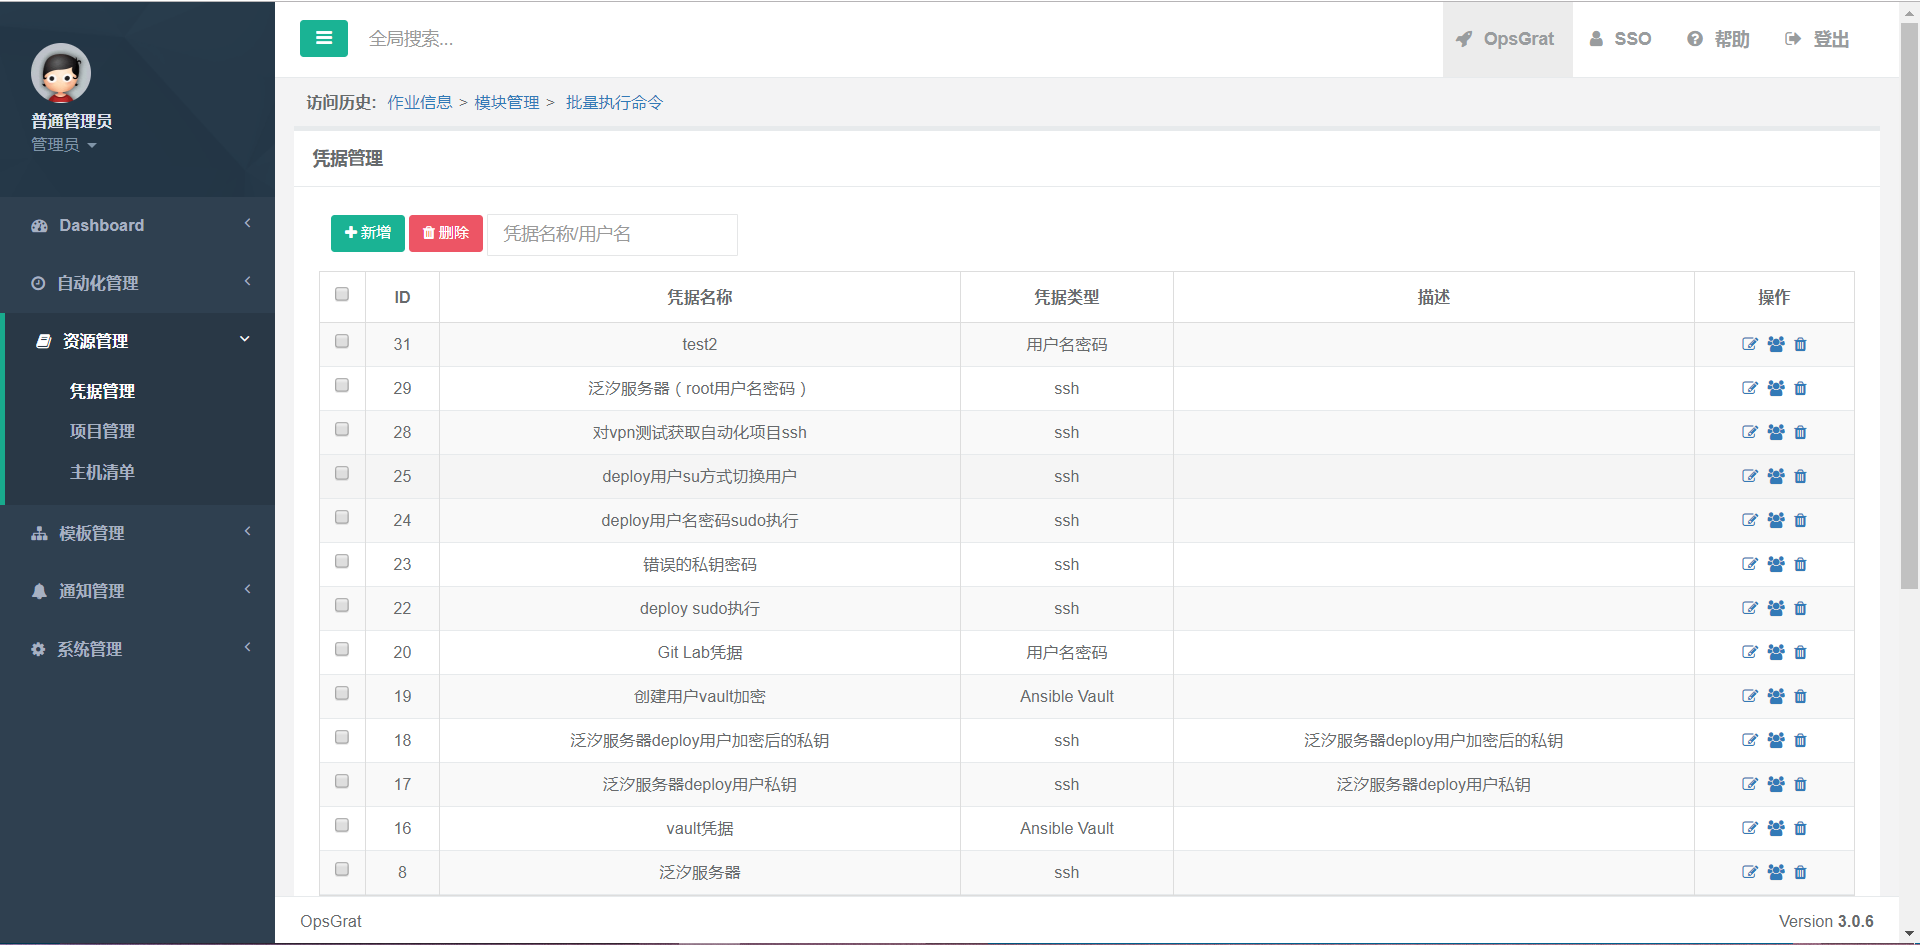 全局搜索...
OpsGrat
SSO
帮助
登出
普通管理员
管理员
Dashboard
自动化管理
资源管理
凭据管理
项目管理
主机清单
模板管理
通知管理
系统管理
访问历史: 作业信息 > 模块管理 > 批量执行命令
凭据管理
新增 删除 凭据名称/用户名
ID 凭据名称 凭据类型 描述 操作
31 test2 用户名密码
29 泛汐服务器（root用户名密码） ssh
28 对vpn测试获取自动化项目ssh ssh
25 deploy用户su方式切换用户 ssh
24 deploy用户名密码sudo执行 ssh
23 错误的私钥密码 ssh
22 deploy sudo执行 ssh
20 Git Lab凭据 用户名密码
19 创建用户vault加密 Ansible Vault
18 泛汐服务器deploy用户加密后的私钥 ssh 泛汐服务器deploy用户加密后的私钥
17 泛汐服务器deploy用户私钥 ssh 泛汐服务器deploy用户私钥
16 vault凭据 Ansible Vault
8 泛汐服务器 ssh
OpsGrat
Version 3.0.6